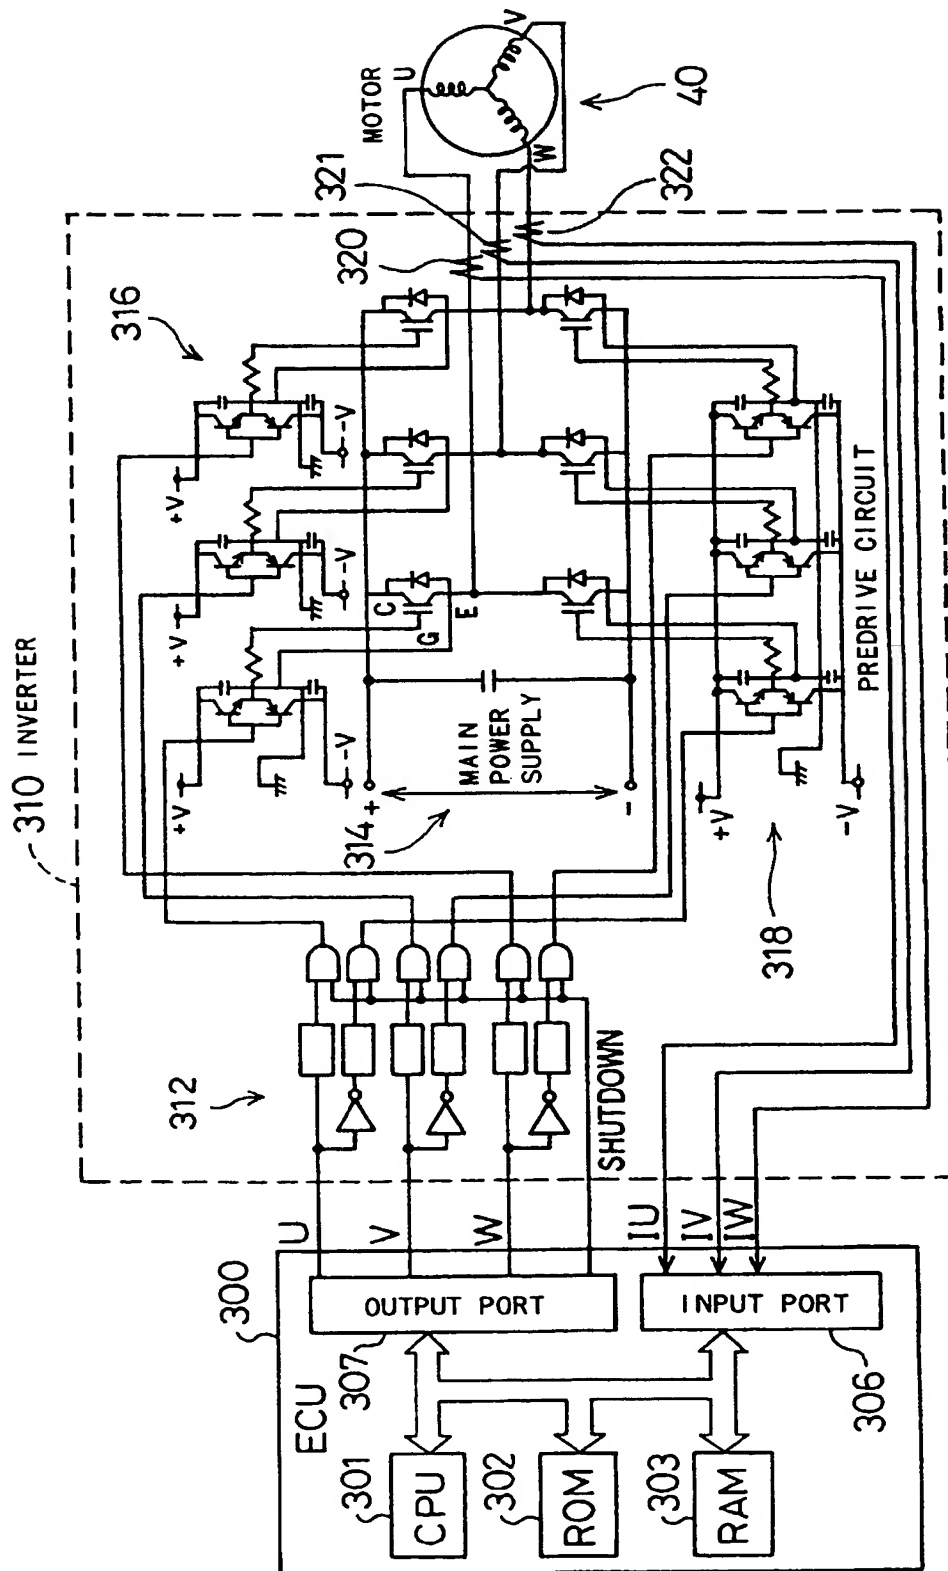 310 INVERTER
300
ECU
301
CPU
302
ROM
303
RAM
307
OUTPUT PORT
306
INPUT PORT
U
V
W
SHUTDOWN
IU
IV
IW
312
316
+V
-V
+V
-V
+V
-V
314
+
-
MAIN
POWER
SUPPLY
C
G
E
318
+V
-V
PREDRIVE CIRCUIT
320
321
322
MOTOR
U
V
W
40